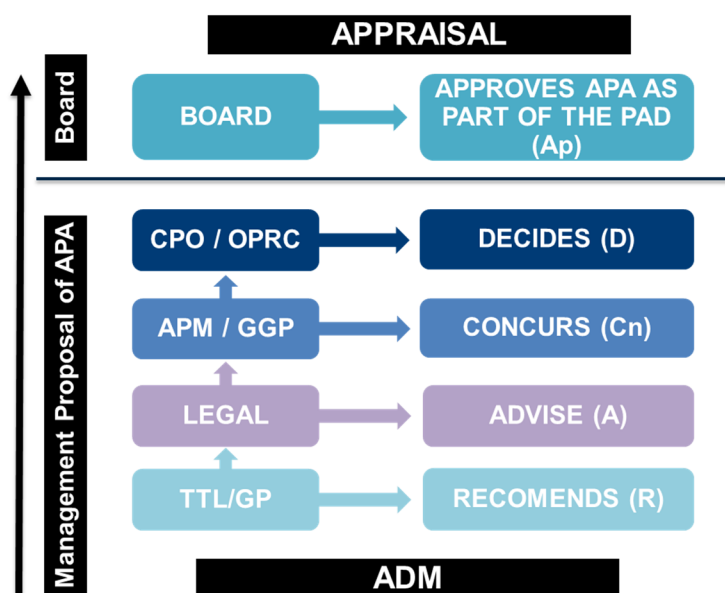 APPRAISAL
Board
BOARD
APPROVES APA AS
PART OF THE PAD
(Ap)
Management Proposal of APA
CPO / OPRC
DECIDES (D)
APM / GGP
CONCURS (Cn)
LEGAL
ADVISE (A)
TTL/GP
RECOMENDS (R)
ADM